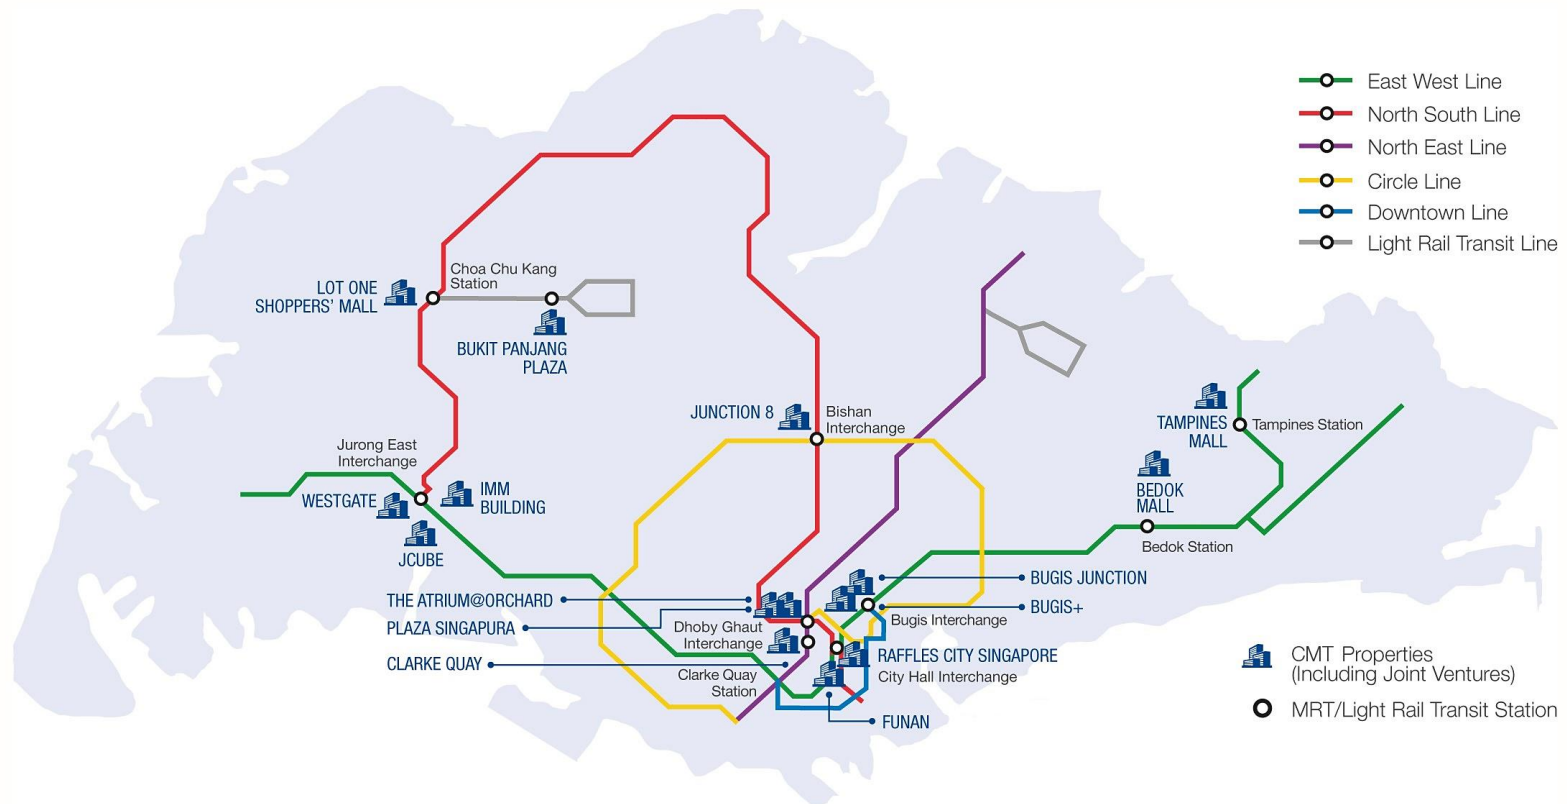 East West Line
North South Line
North East Line
Circle Line
Downtown Line
Light Rail Transit Line
Choa Chu Kang
Station
LOT ONE
SHOPPERS' MALL
BUKIT PANJANG
PLAZA
JUNCTION 8
Bishan
Interchange
TAMPINES
MALL
Tampines Station
Jurong East
Interchange
WESTGATE
IMM
BUILDING
JCUBE
BEDOK
MALL
Bedok Station
THE ATRIUM@ORCHARD
PLAZA SINGAPURA
CLARKE QUAY
Dhoby Ghaut
Interchange
Clarke Quay
Station
BUGIS JUNCTION
BUGIS+
Bugis Interchange
RAFFLES CITY SINGAPORE
City Hall Interchange
FUNAN
CMT Properties
(Including Joint Ventures)
MRT/Light Rail Transit Station